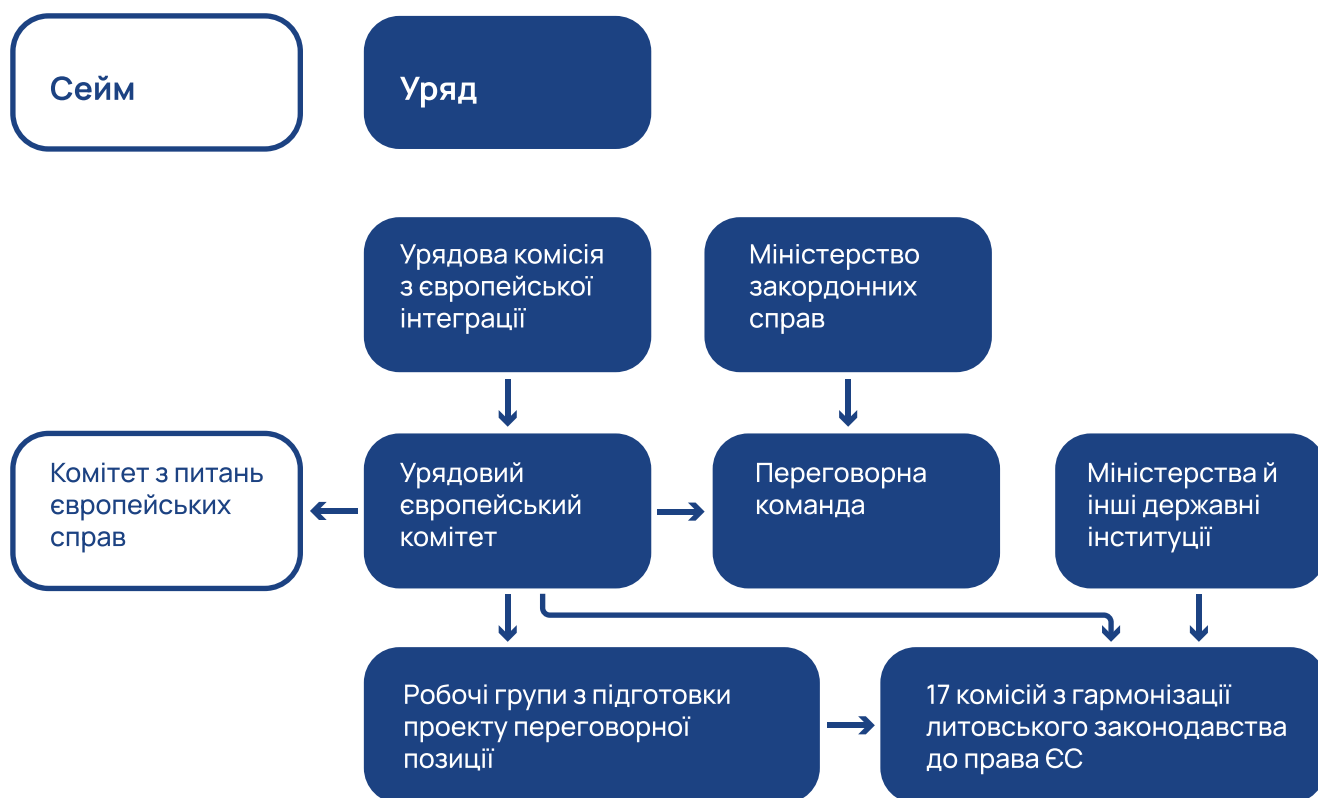 Сейм
Уряд
Урядова комісія
з європейської
інтеграції
Міністерство
закордонних
справ
Комітет з питань
європейських
справ
Урядовий
європейський
комітет
Переговорна
команда
Міністерства й
інші державні
інституції
Робочі групи з підготовки
проекту переговорної
позиції
17 комісій з гармонізації
литовського законодавства
до права ЄС